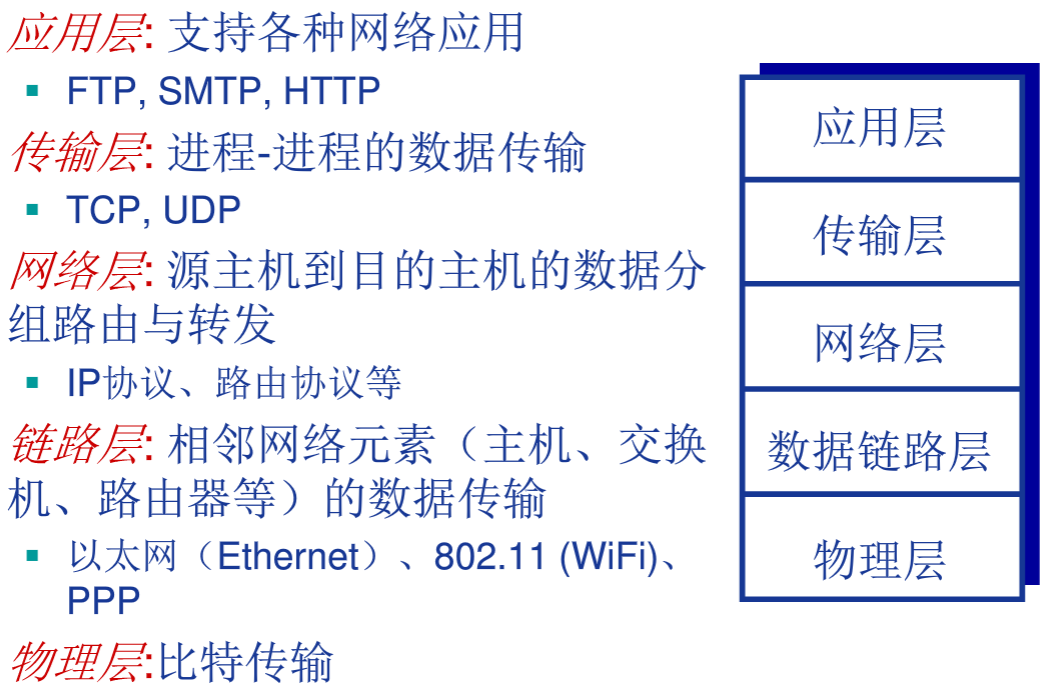 应用层: 支持各种网络应用
▪ FTP, SMTP, HTTP
传输层: 进程-进程的数据传输
▪ TCP, UDP
网络层: 源主机到目的主机的数据分
组路由与转发
▪ IP协议、路由协议等
链路层: 相邻网络元素（主机、交换
机、路由器等）的数据传输
▪ 以太网（Ethernet）、802.11 (WiFi)、
PPP
物理层:比特传输
应用层
传输层
网络层
数据链路层
物理层